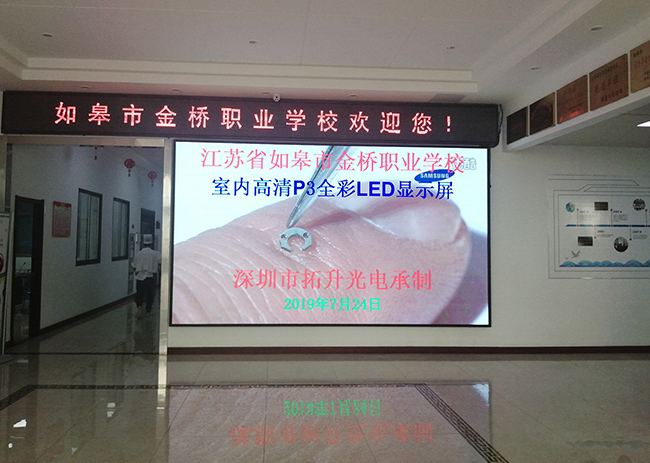 如皋市金桥职业学校欢迎您！
江苏省如皋市金桥职业学校
SAMSUNG
酷
室内高清P3全彩LED显示屏
深圳市拓升光电承制
2019年7月24日